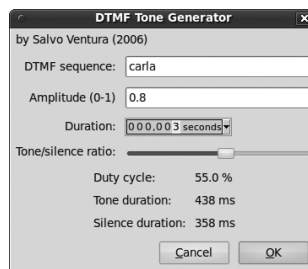 DTMF Tone Generator
by Salvo Ventura (2006)
DTMF sequence: carla
Amplitude (0-1) 0.8
Duration: 000,003 seconds
Tone/silence ratio:
Duty cycle: 55.0 %
Tone duration: 438 ms
Silence duration: 358 ms
Cancel OK